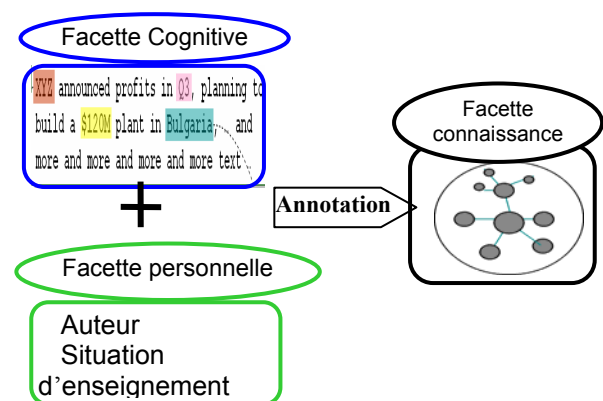 Facette Cognitive
XYZ announced profits in Q3, planning to
build a $120M plant in Bulgaria, and
more and more and more and more text
+
Facette personnelle
Auteur
Situation
d'enseignement
Annotation
Facette
connaissance